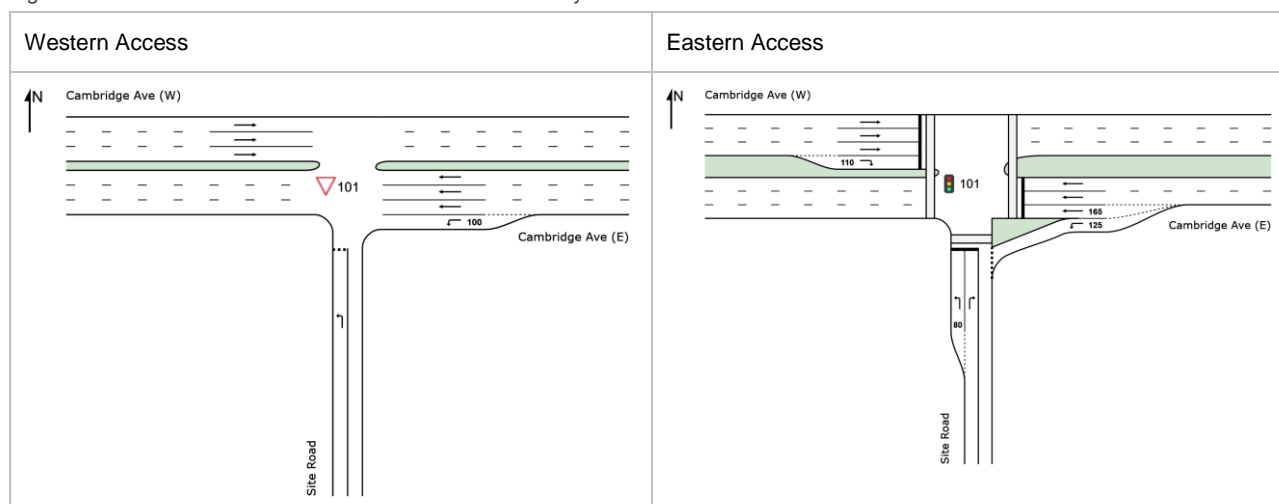 Western Access
Eastern Access
N
Cambridge Ave (W)
101
100
Cambridge Ave (E)
Site Road
N
Cambridge Ave (W)
110
101
165
125
Cambridge Ave (E)
80
Site Road